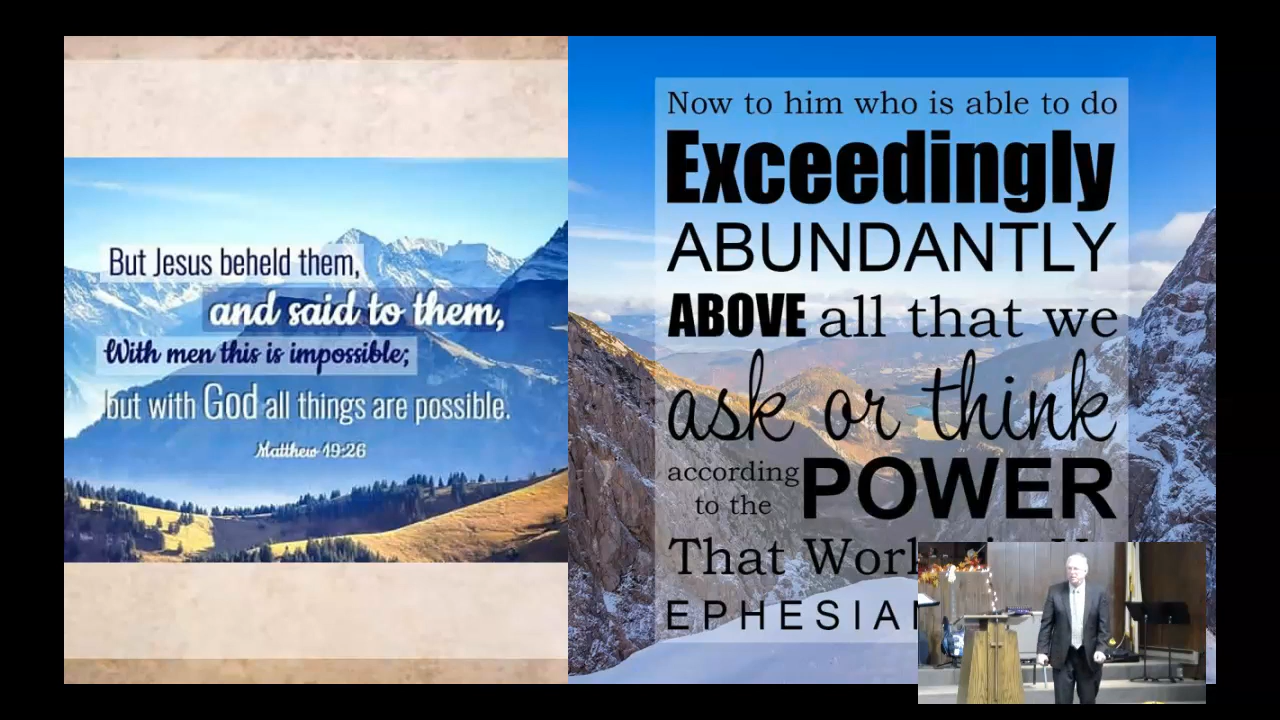 But Jesus beheld them,
and said to them,
With men this is impossible;
but with God all things are possible.
Matthew 19:26
Now to him who is able to do
Exceedingly
ABUNDANTLY
ABOVE all that we
ask or think
according
to the
POWER
That